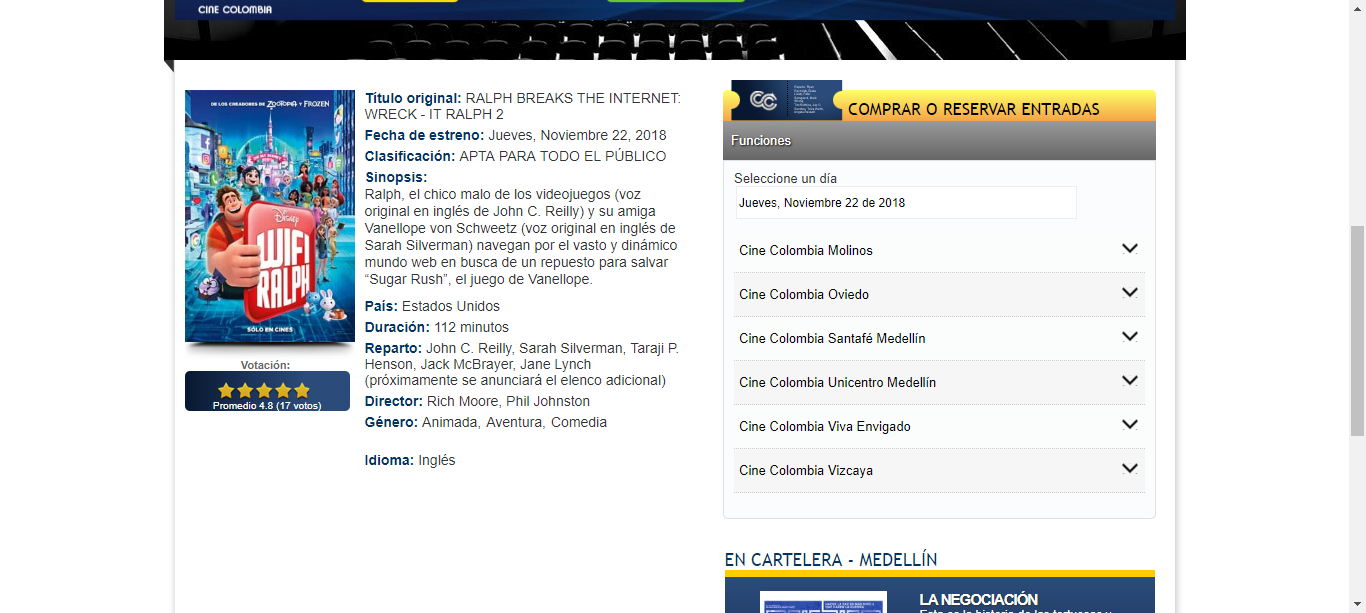 CINE COLOMBIA
DE LOS CREADORES DE ZOOTOPIA Y FROZEN
Disney
WIFI
RALPH
SÓLO EN CINES
Votación:
Promedio 4.8 (17 votos)
Título original: RALPH BREAKS THE INTERNET:
WRECK - IT RALPH 2
Fecha de estreno: Jueves, Noviembre 22, 2018
Clasificación: APTA PARA TODO EL PÚBLICO
Sinopsis:
Ralph, el chico malo de los videojuegos (voz
original en inglés de John C. Reilly) y su amiga
Vanellope von Schweetz (voz original en inglés de
Sarah Silverman) navegan por el vasto y dinámico
mundo web en busca de un repuesto para salvar
“Sugar Rush”, el juego de Vanellope.
País: Estados Unidos
Duración: 112 minutos
Reparto: John C. Reilly, Sarah Silverman, Taraji P.
Henson, Jack McBrayer, Jane Lynch
(próximamente se anunciará el elenco adicional)
Director: Rich Moore, Phil Johnston
Género: Animada, Aventura, Comedia
Idioma: Inglés
CC
COMPRAR O RESERVAR ENTRADAS
Funciones
Seleccione un día
Jueves, Noviembre 22 de 2018
Cine Colombia Molinos
Cine Colombia Oviedo
Cine Colombia Santafé Medellín
Cine Colombia Unicentro Medellín
Cine Colombia Viva Envigado
Cine Colombia Vizcaya
EN CARTELERA - MEDELLÍN
LA NEGOCIACIÓN